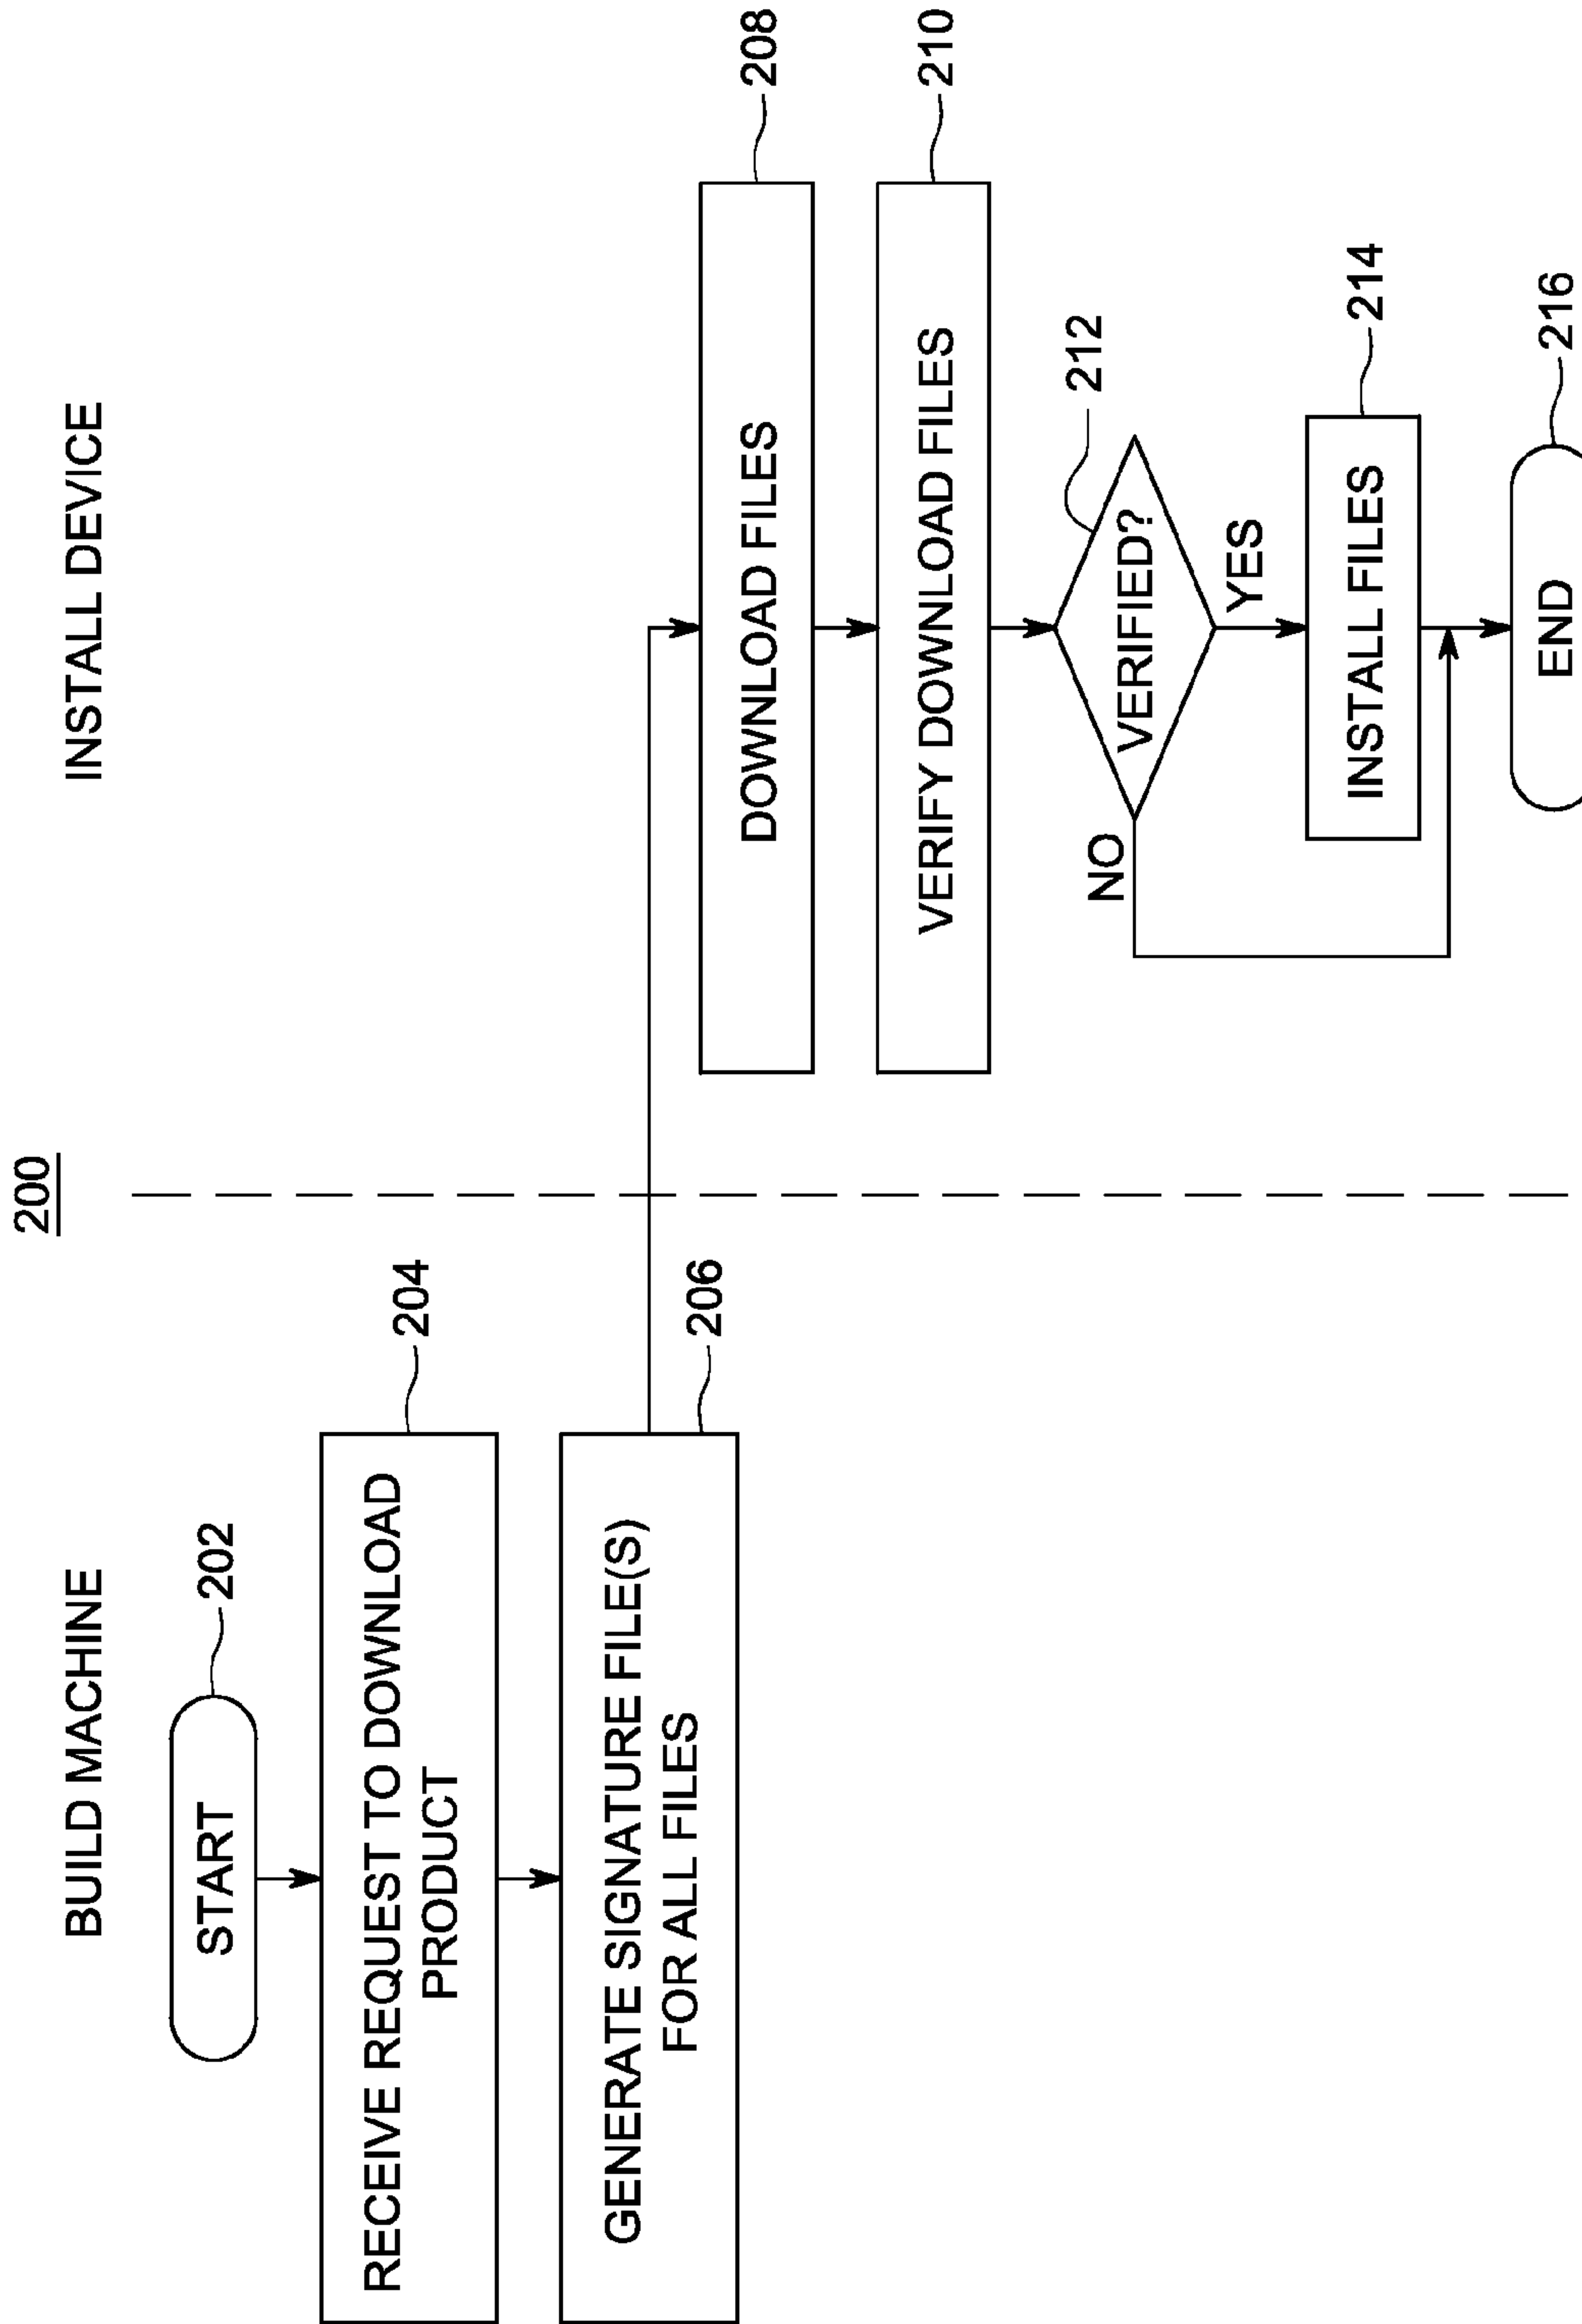 200
BUILD MACHINE
START
202
RECEIVE REQUEST TO DOWNLOAD
PRODUCT
204
GENERATE SIGNATURE FILE(S)
FOR ALL FILES
206
INSTALL DEVICE
DOWNLOAD FILES
208
VERIFY DOWNLOAD FILES
210
VERIFIED?
212
NO
YES
INSTALL FILES
214
END
216